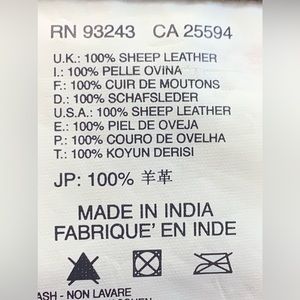 RN 93243 CA 25594
U.K.: 100% SHEEP LEATHER
I.: 100% PELLE OVINA
F.: 100% CUIR DE MOUTONS
D.: 100% SCHAFSLEDER
U.S.A.: 100% SHEEP LEATHER
E.: 100% PIEL DE OVEJA
P.: 100% COURO DE OVELHA
T.: 100% KOYUN DERISI
JP: 100% 羊革
MADE IN INDIA
FABRIQUE' EN INDE
ASH - NON LAVARE